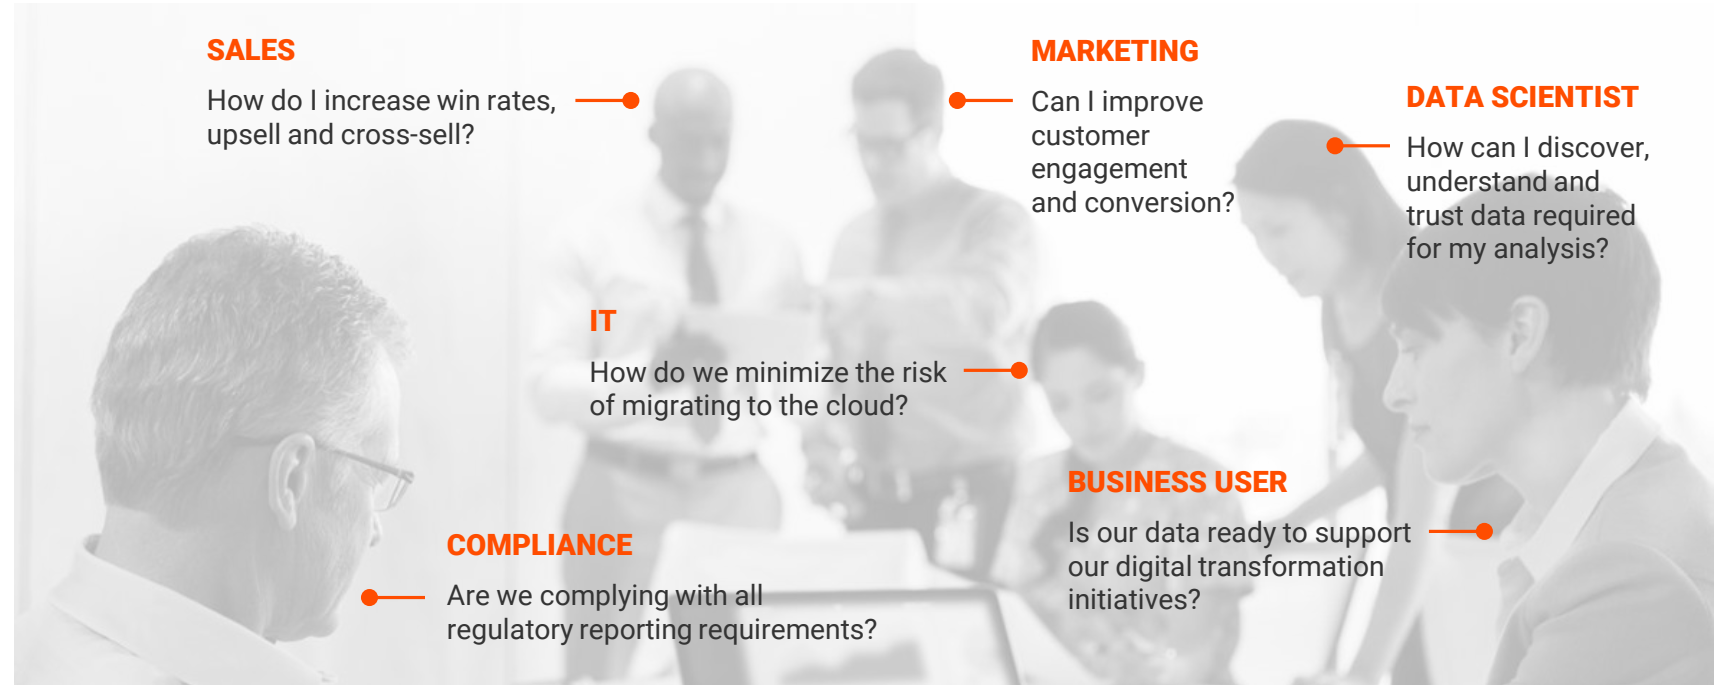 SALES
How do I increase win rates,
upsell and cross-sell?
MARKETING
Can I improve
customer
engagement
and conversion?
DATA SCIENTIST
How can I discover,
understand and
trust data required
for my analysis?
IT
How do we minimize the risk
of migrating to the cloud?
BUSINESS USER
Is our data ready to support
our digital transformation
initiatives?
COMPLIANCE
Are we complying with all
regulatory reporting requirements?